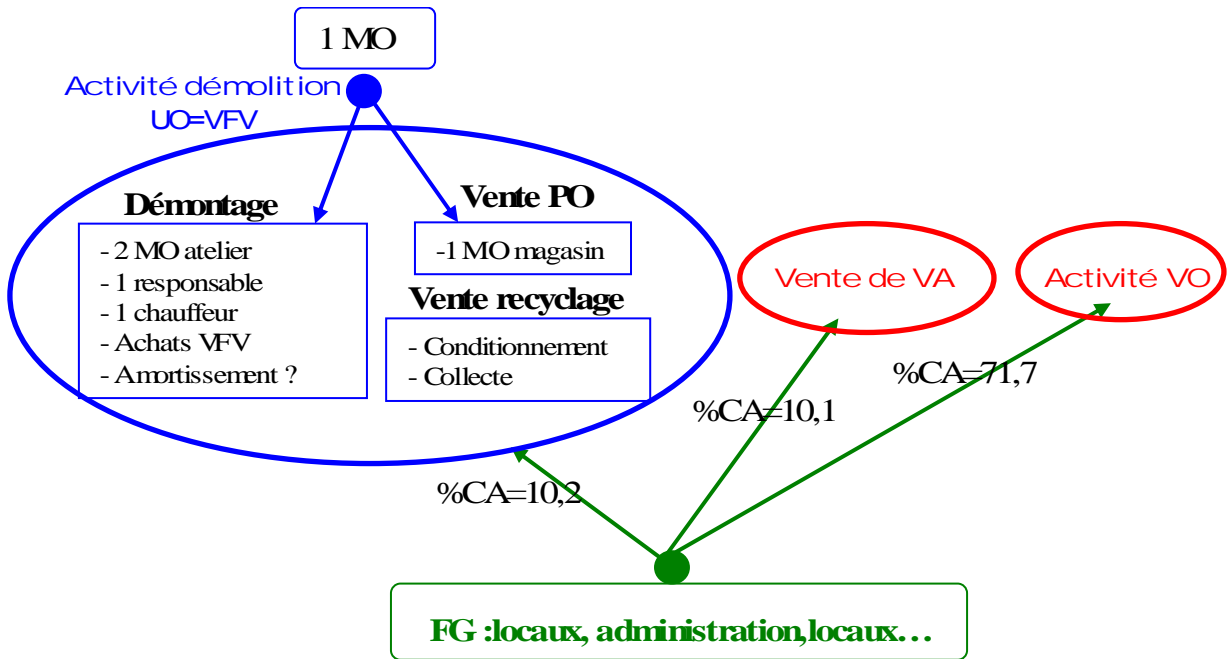 1 MO
Activité démolition
UO=VFV
Démontage
- 2 MO atelier
- 1 responsable
- 1 chauffeur
- Achats VFV
- Amortissement ?
Vente PO
-1 MO magasin
Vente recyclage
- Conditionnement
- Collecte
Vente de VA
Activité VO
%CA=71,7
%CA=10,1
%CA=10,2
FG :locaux, administration,locaux…